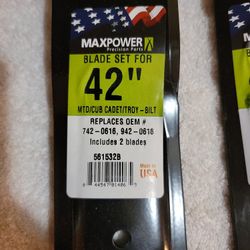 MAXPOWER
Precision Parts
BLADE SET FOR
42"
MTD/CUB CADET/TROY-BILT
REPLACES OEM #
742-0616, 942-0616
Includes 2 blades
561532B
Made in
USA